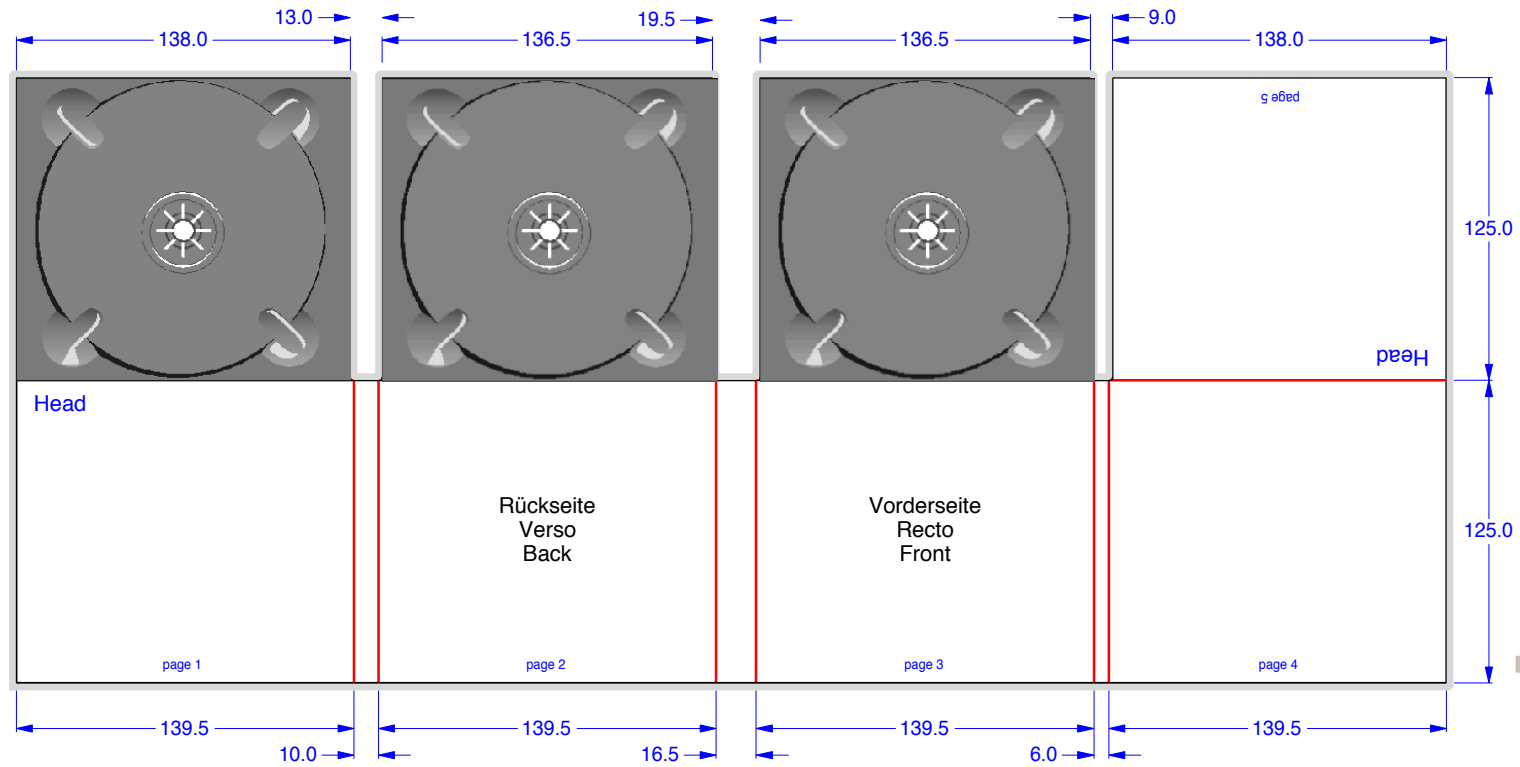 13.0
19.5
9.0
138.0
136.5
136.5
138.0
page 5
125.0
Head
Head
Rückseite
Verso
Back
Vorderseite
Recto
Front
125.0
page 1
page 2
page 3
page 4
139.5
139.5
139.5
139.5
10.0
16.5
6.0